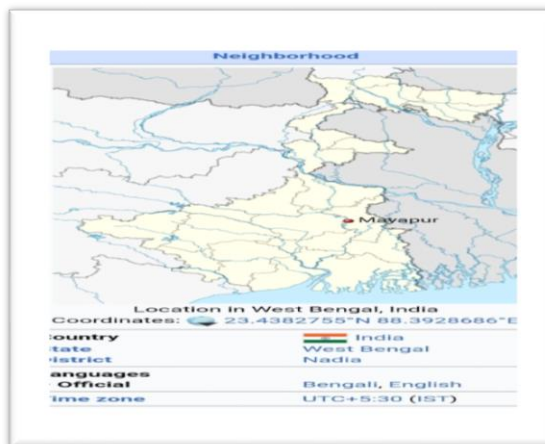 Neighborhood
Mayapur
Location in West Bengal, India
Coordinates: 23.4382755°N 88.3928686°E
ountry India
tate West Bengal
istrict Nadia
anguages
Official Bengali, English
ime zone UTC+5:30 (IST)